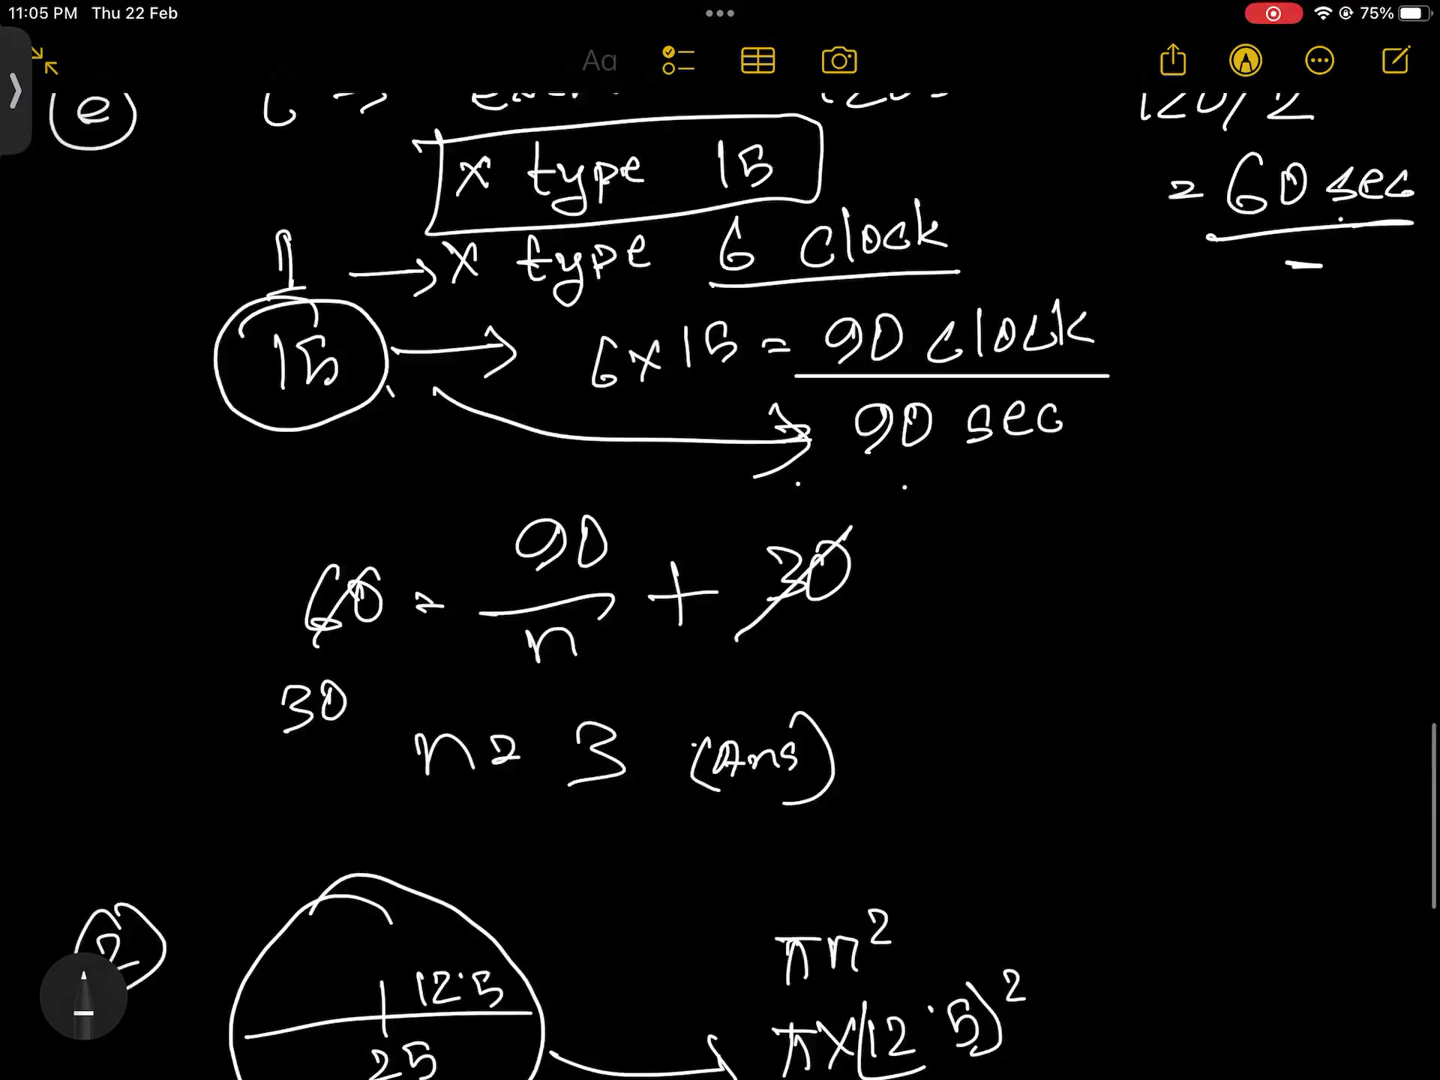 11:05 PM Thu 22 Feb
75%
Aa
(e)
120/2
x type 15
= 60 sec
1 → x type 6 clock
15 → 6 x 15 = 90 clock
90 sec
60 = 90/n + 30
30
n = 3 (Ans)
2
12.5
25
πr²
πx(12.5)²